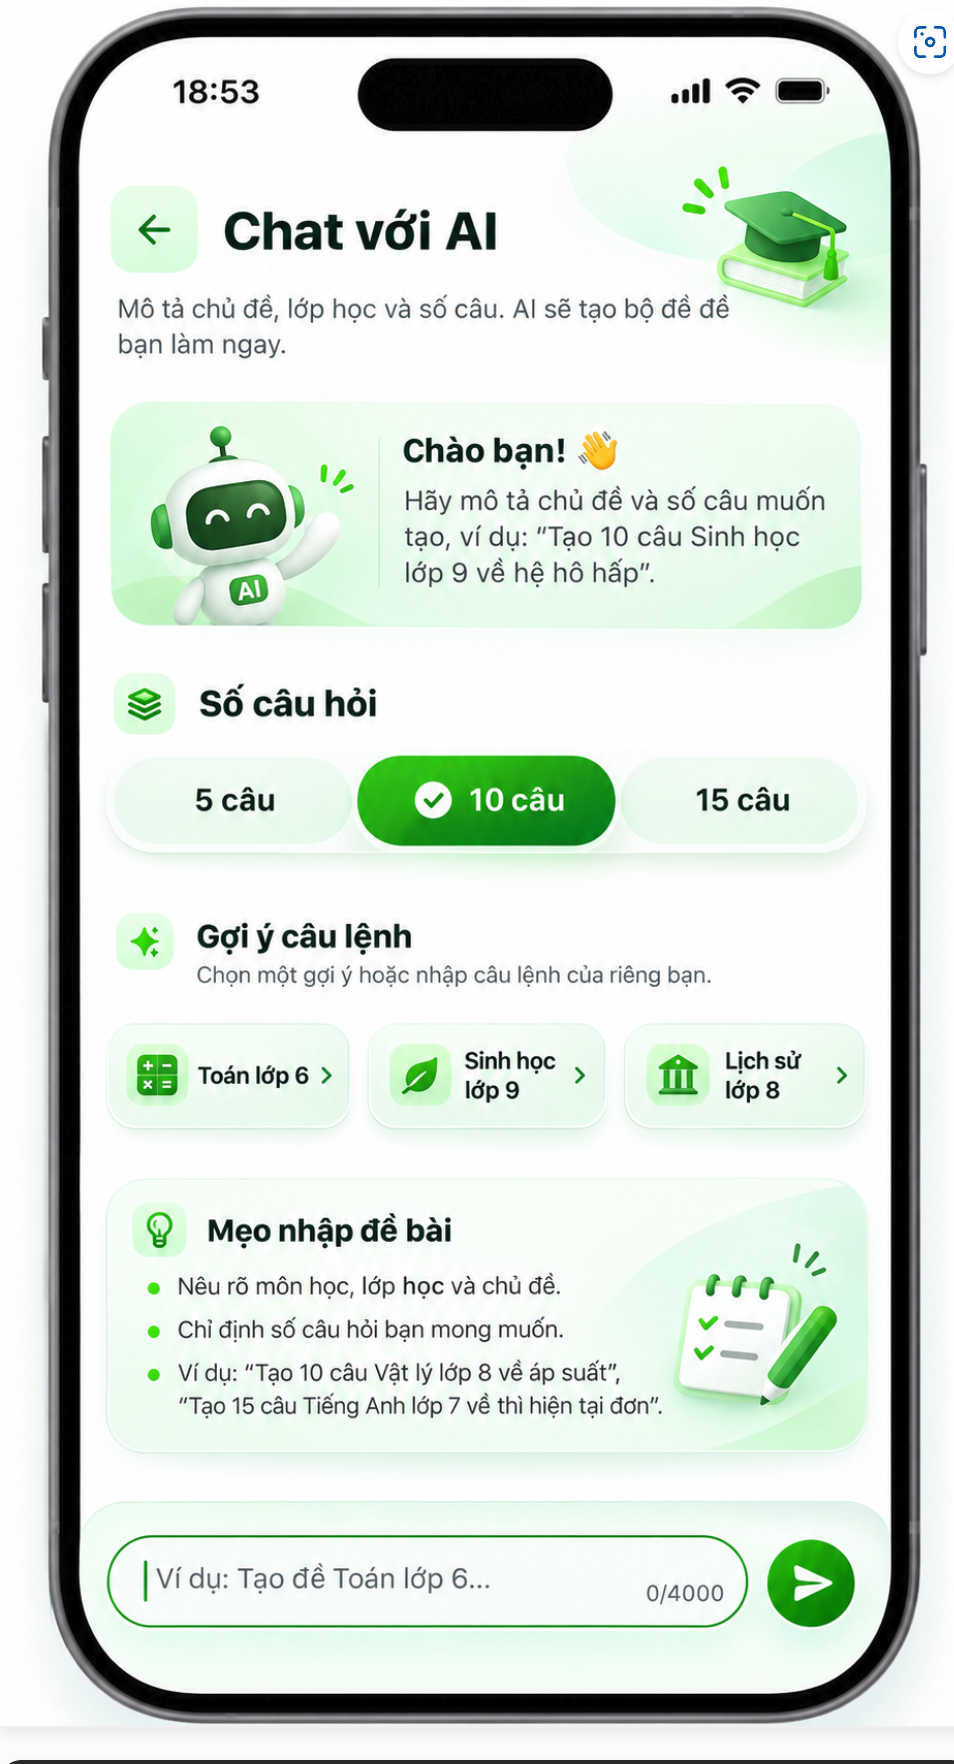 18:53
Chat với AI
Mô tả chủ đề, lớp học và số câu. AI sẽ tạo bộ đề đề
bạn làm ngay.
Chào bạn! 👋
Hãy mô tả chủ đề và số câu muốn
tạo, ví dụ: “Tạo 10 câu Sinh học
lớp 9 về hệ hô hấp”.
AI
Số câu hỏi
5 câu
10 câu
15 câu
Gợi ý câu lệnh
Chọn một gợi ý hoặc nhập câu lệnh của riêng bạn.
Toán lớp 6
Sinh học
lớp 9
Lịch sử
lớp 8
Mẹo nhập đề bài
Nêu rõ môn học, lớp học và chủ đề.
Chỉ định số câu hỏi bạn mong muốn.
Ví dụ: “Tạo 10 câu Vật lý lớp 8 về áp suất”,
“Tạo 15 câu Tiếng Anh lớp 7 về thì hiện tại đơn”.
Ví dụ: Tạo đề Toán lớp 6...
0/4000